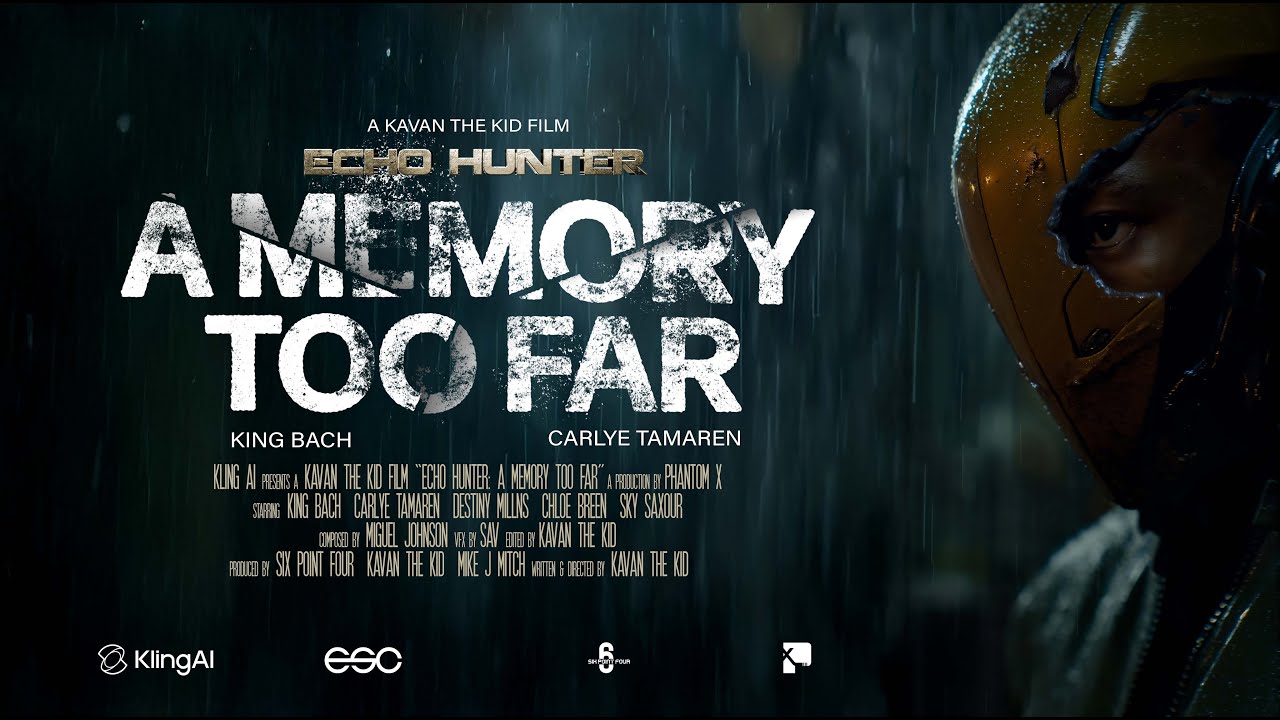 A KAVAN THE KID FILM
ECHO HUNTER
A MEMORY
TOO FAR
KING BACH CARLYE TAMAREN
KLING AI PRESENTS A KAVAN THE KID FILM "ECHO HUNTER: A MEMORY TOO FAR" A PRODUCTION BY PHANTOM X
STARRING KING BACH CARLYE TAMAREN DESTINY MILLNS CHLOE BREEN SKY SAXOUR
COMPOSED BY MIGUEL JOHNSON VFX BY SAV EDITED BY KAVAN THE KID
PRODUCED BY SIX POINT FOUR KAVAN THE KID MIKE J MITCH WRITTEN & DIRECTED BY KAVAN THE KID
KlingAI esc 6 SIX POINT FOUR X